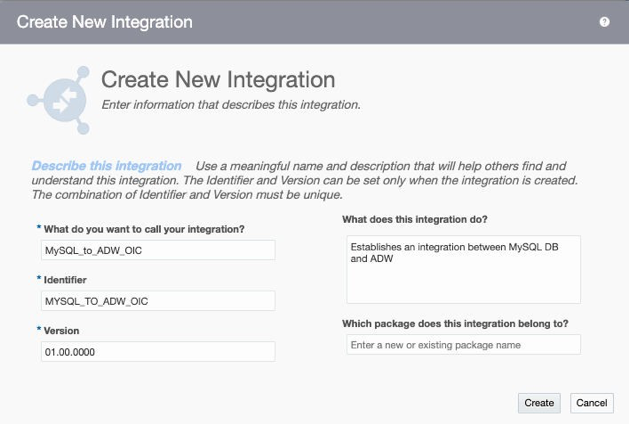 Create New Integration
?
Create New Integration
Enter information that describes this integration.
Describe this integration Use a meaningful name and description that will help others find and
understand this integration. The Identifier and Version can be set only when the integration is created.
The combination of Identifier and Version must be unique.
* What do you want to call your integration?
MySQL_to_ADW_OIC
* Identifier
MYSQL_TO_ADW_OIC
* Version
01.00.0000
What does this integration do?
Establishes an integration between MySQL DB
and ADW
Which package does this integration belong to?
Enter a new or existing package name
Create
Cancel